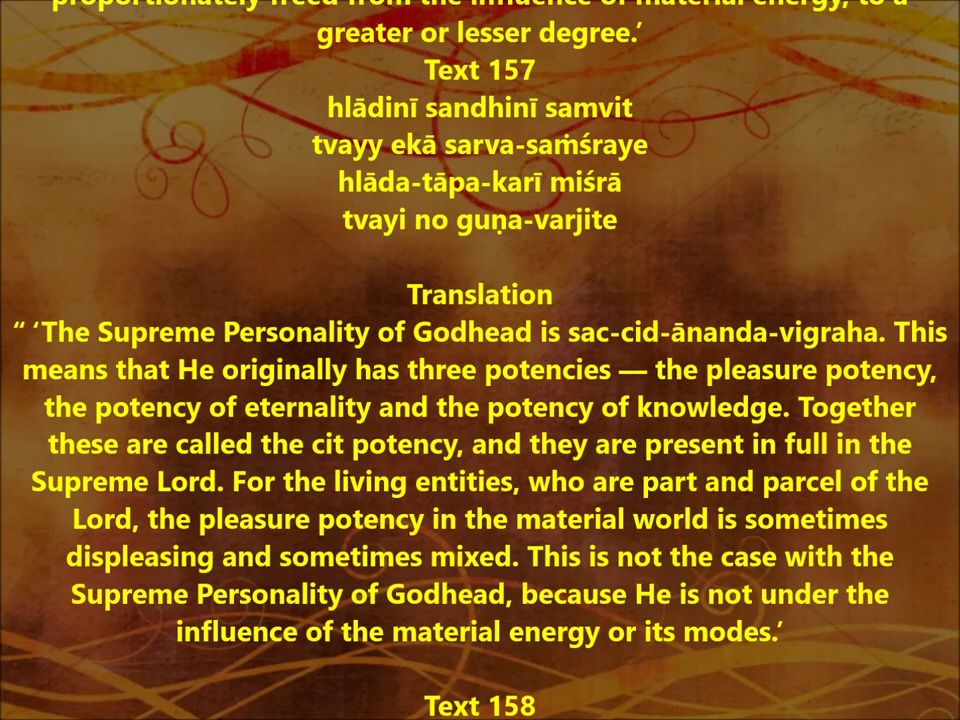 proportionately freed from the influence of material energy, to a
greater or lesser degree.’
Text 157
hlādinī sandhinī samvit
tvayy ekā sarva-saṁśraye
hlāda-tāpa-karī miśrā
tvayi no guṇa-varjite
Translation
“ ‘The Supreme Personality of Godhead is sac-cid-ānanda-vigraha. This
means that He originally has three potencies — the pleasure potency,
the potency of eternality and the potency of knowledge. Together
these are called the cit potency, and they are present in full in the
Supreme Lord. For the living entities, who are part and parcel of the
Lord, the pleasure potency in the material world is sometimes
displeasing and sometimes mixed. This is not the case with the
Supreme Personality of Godhead, because He is not under the
influence of the material energy or its modes.’
Text 158